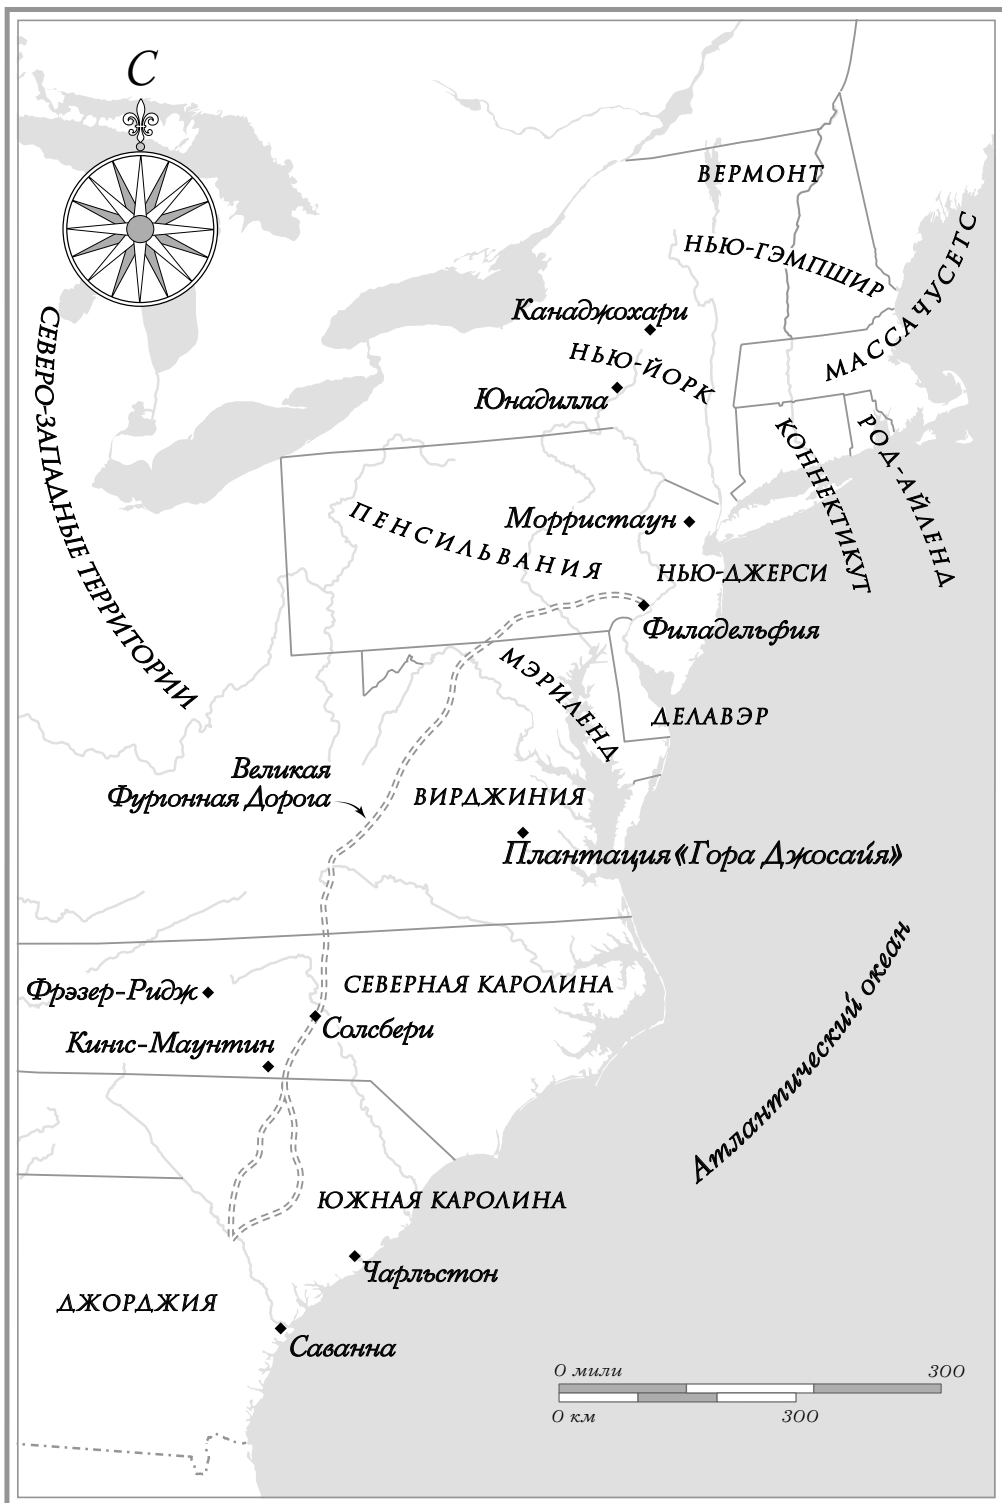 С
ВЕРМОНТ
НЬЮ-ГЭМПШИР
МАССАЧУСЕТС
СЕВЕРО-ЗАПАДНЫЕ ТЕРРИТОРИИ
Канаджохари
НЬЮ-ЙОРК
Юнадилла
КОННЕКТИКУТ
РОД-АЙЛЕНД
ПЕНСИЛЬВАНИЯ
Морристаун
НЬЮ-ДЖЕРСИ
Филадельфия
МЭРИЛЕНД
ДЕЛАВЭР
Великая
Фургонная Дорога
ВИРДЖИНИЯ
Плантация «Гора Джосайя»
Атлантический океан
Фрэзер-Ридж
СЕВЕРНАЯ КАРОЛИНА
Солсбери
Кингс-Маунтин
ЮЖНАЯ КАРОЛИНА
Чарльстон
ДЖОРДЖИЯ
Саванна
0 мили 300
0 км 300